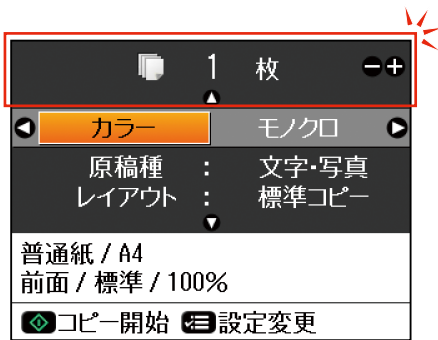 1 枚
カラー モノクロ
原稿種 : 文字・写真
レイアウト : 標準コピー
普通紙 / A4
前面 / 標準 / 100%
コピー開始 設定変更